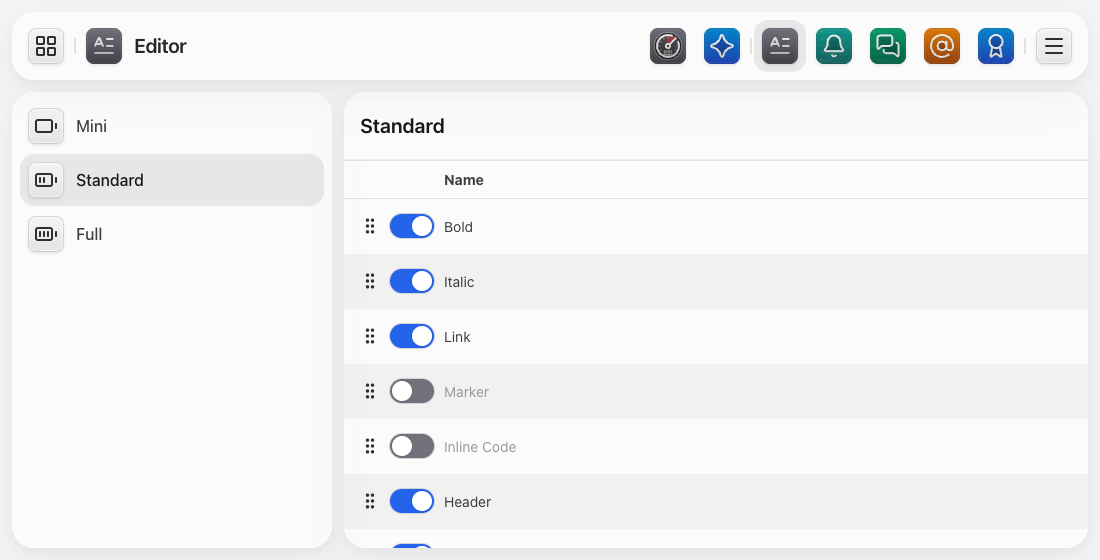 Editor
Mini
Standard
Full
Standard
Name
Bold
Italic
Link
Marker
Inline Code
Header